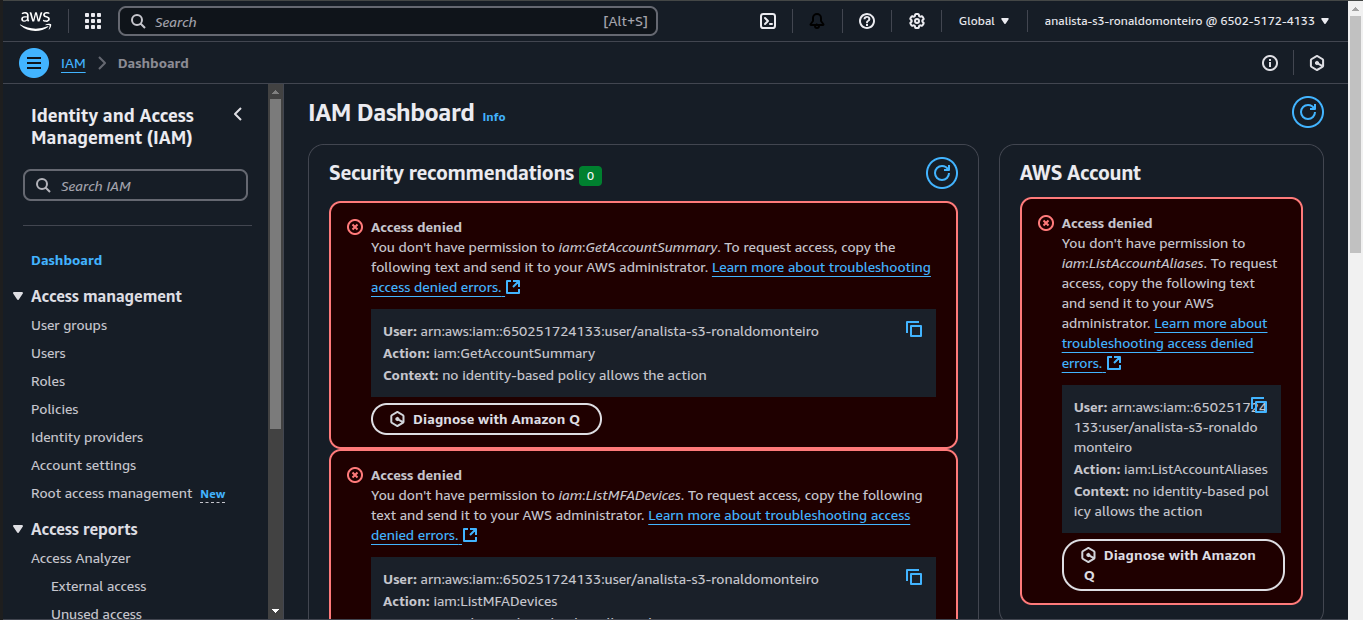 aws
Search
[Alt+S]
Global
analista-s3-ronaldomonteiro @ 6502-5172-4133
IAM
Dashboard
Identity and Access
Management (IAM)
Search IAM
Dashboard
Access management
User groups
Users
Roles
Policies
Identity providers
Account settings
Root access management New
Access reports
Access Analyzer
External access
Unused access
IAM Dashboard Info
Security recommendations 0
Access denied
You don't have permission to iam:GetAccountSummary. To request access, copy the
following text and send it to your AWS administrator. Learn more about troubleshooting
access denied errors.
User: arn:aws:iam::650251724133:user/analista-s3-ronaldomonteiro
Action: iam:GetAccountSummary
Context: no identity-based policy allows the action
Diagnose with Amazon Q
Access denied
You don't have permission to iam:ListMFADevices. To request access, copy the following
text and send it to your AWS administrator. Learn more about troubleshooting access
denied errors.
User: arn:aws:iam::650251724133:user/analista-s3-ronaldomonteiro
Action: iam:ListMFADevices
AWS Account
Access denied
You don't have permission to
iam:ListAccountAliases. To request
access, copy the following text
and send it to your AWS
administrator. Learn more about
troubleshooting access denied
errors.
User: arn:aws:iam::650251724
133:user/analista-s3-ronaldo
monteiro
Action: iam:ListAccountAliases
Context: no identity-based pol
icy allows the action
Diagnose with Amazon
Q